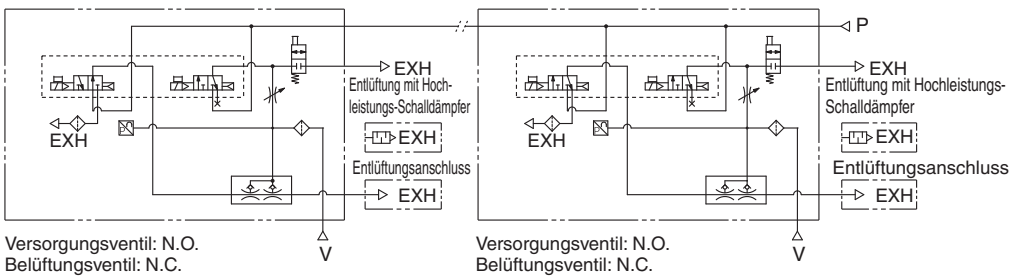 P
EXH
Entlüftung mit Hoch-
leistungs-Schalldämpfer
EXH
EXH
Entlüftungsanschluss
EXH
V
Versorgungsventil: N.O.
Belüftungsventil: N.C.
EXH
Entlüftung mit Hochleistungs-
Schalldämpfer
EXH
EXH
Entlüftungsanschluss
EXH
V
Versorgungsventil: N.O.
Belüftungsventil: N.C.